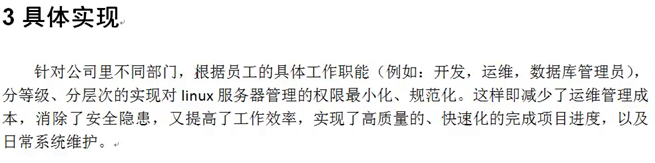 3 具体实现
针对公司里不同部门，根据员工的具体工作职能（例如：开发，运维，数据库管理员），
分等级、分层次的实现对 linux 服务器管理的权限最小化、规范化。这样即减少了运维管理成
本，消除了安全隐患，又提高了工作效率，实现了高质量的、快速化的完成项目进度，以及
日常系统维护。